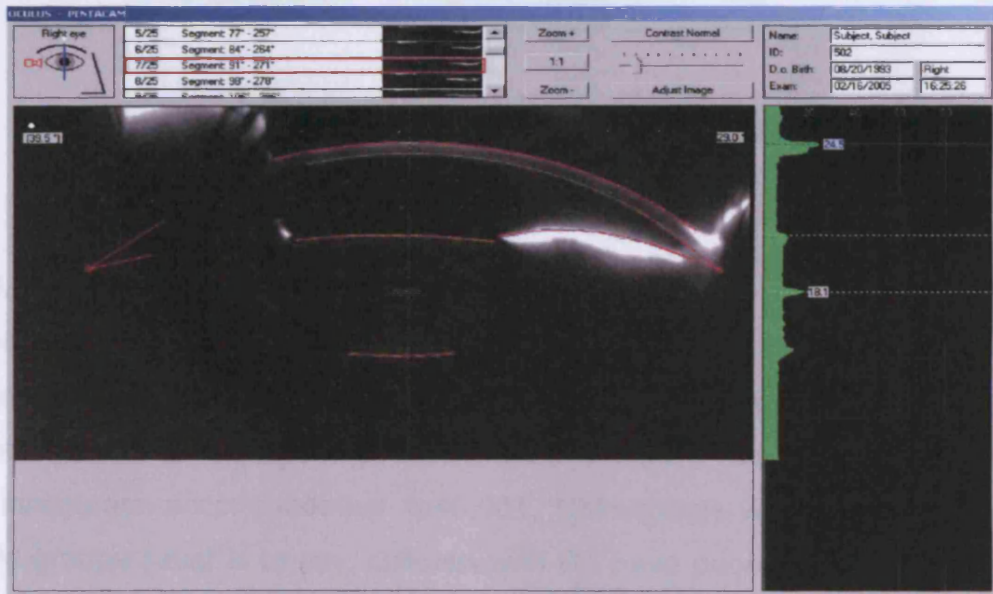 OCULUS - PENTACAM
Right eye
5/25 Segment: 77° - 257°
6/25 Segment: 84° - 264°
7/25 Segment: 91° - 271°
8/25 Segment: 98° - 278°
Zoom +
1:1
Zoom -
Contrast Normal
Adjust Image
Name: Subject, Subject
ID: 502
D.o. Birth: 08/20/1993 Right
Exam: 02/16/2005 16:25:26
24.5
18.1